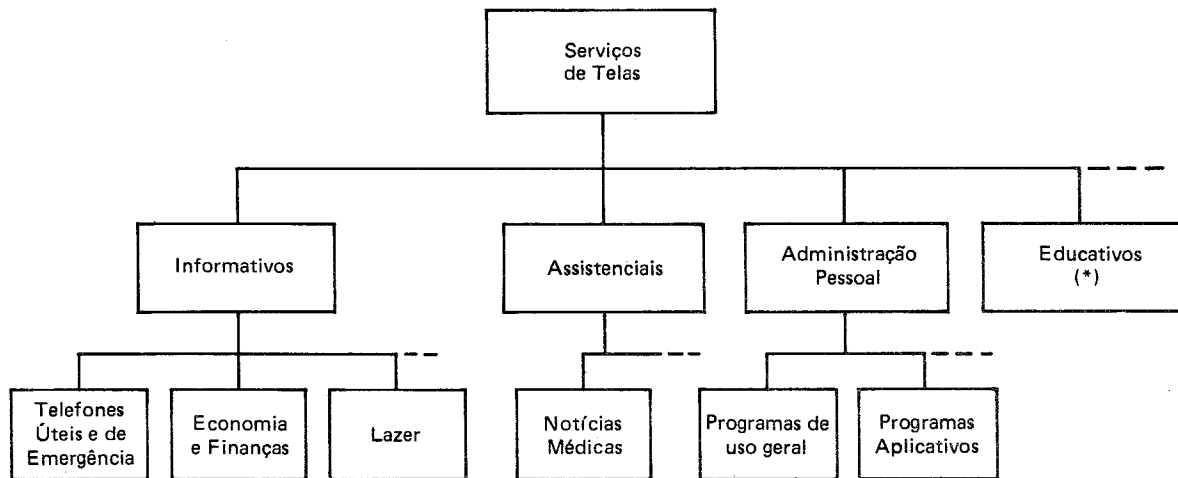 Serviços
de Telas
Informativos
Assistenciais
Administração
Pessoal
Educativos
(*)
Telefones
Úteis e de
Emergência
Economia
e Finanças
Lazer
Notícias
Médicas
Programas de
uso geral
Programas
Aplicativos